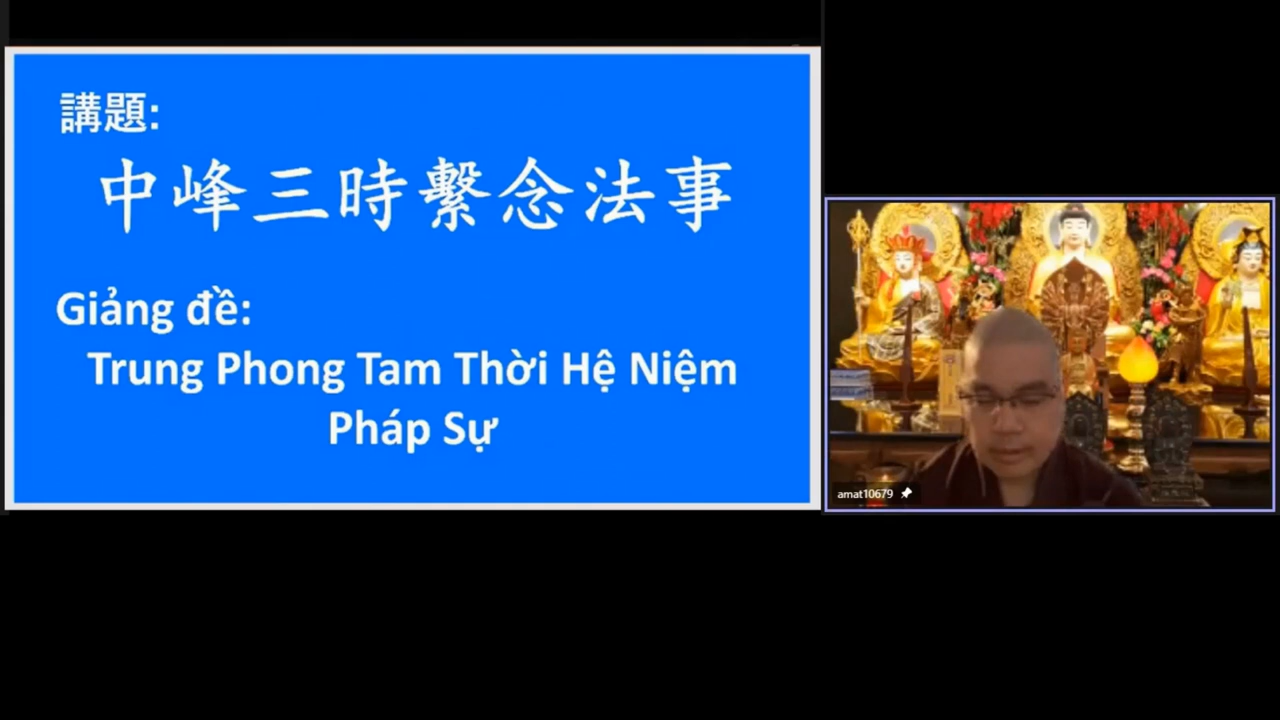 講題:
中峰三時繫念法事
Giảng đề:
Trung Phong Tam Thời Hệ Niệm
Pháp Sự
amat10679